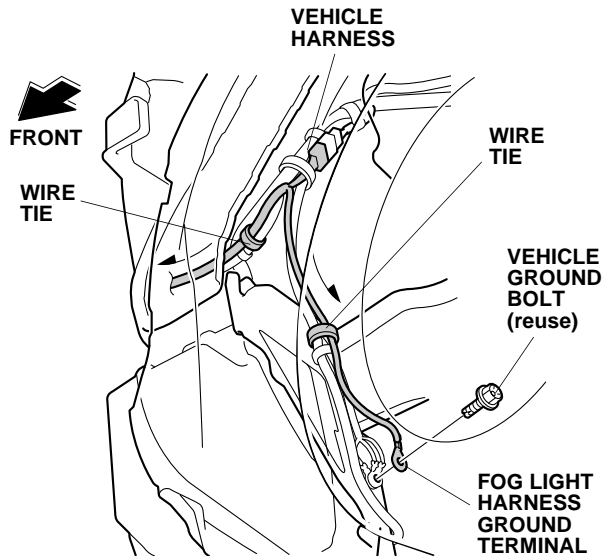 VEHICLE
HARNESS
FRONT
WIRE
TIE
WIRE
TIE
VEHICLE
GROUND
BOLT
(reuse)
FOG LIGHT
HARNESS
GROUND
TERMINAL